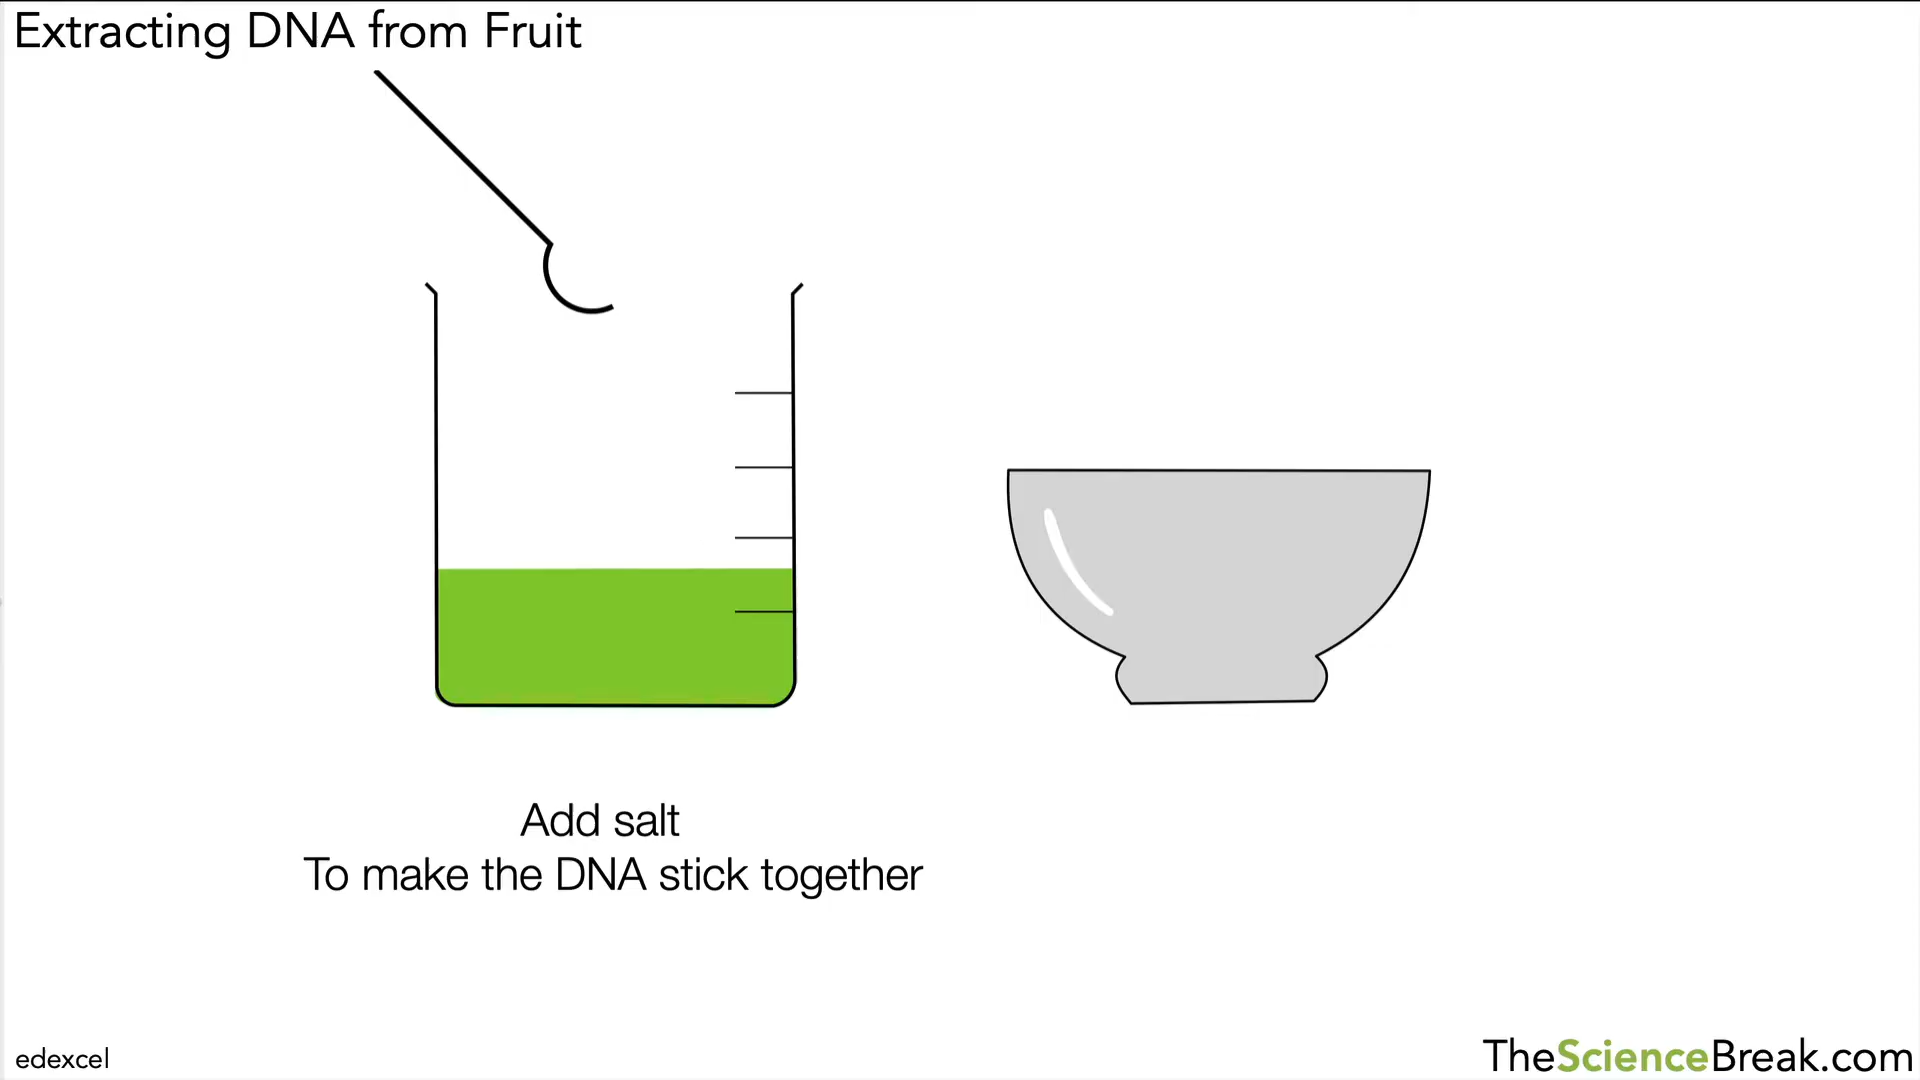 Extracting DNA from Fruit
Add salt
To make the DNA stick together
edexcel
TheScienceBreak.com